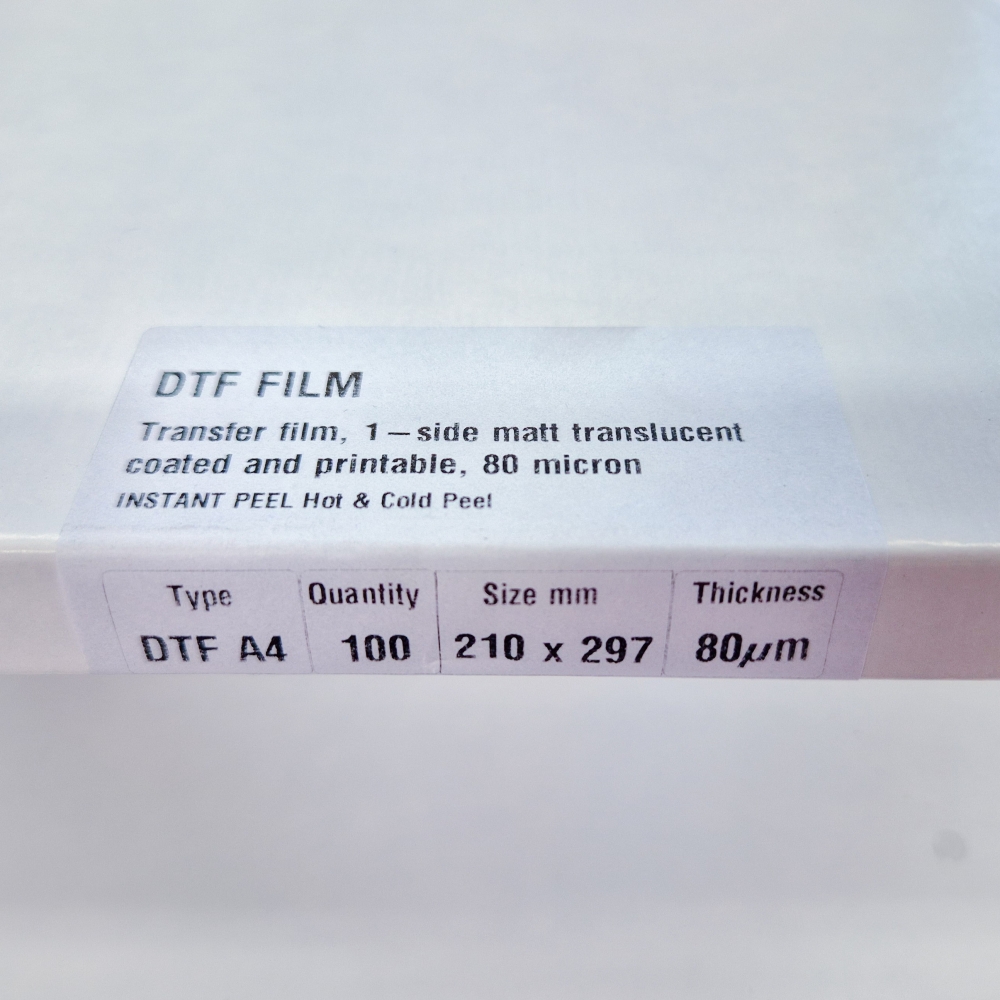 DTF FILM
Transfer film, 1-side matt translucent
coated and printable, 80 micron
INSTANT PEEL Hot & Cold Peel
Type Quantity Size mm Thickness
DTF A4 100 210 x 297 80µm